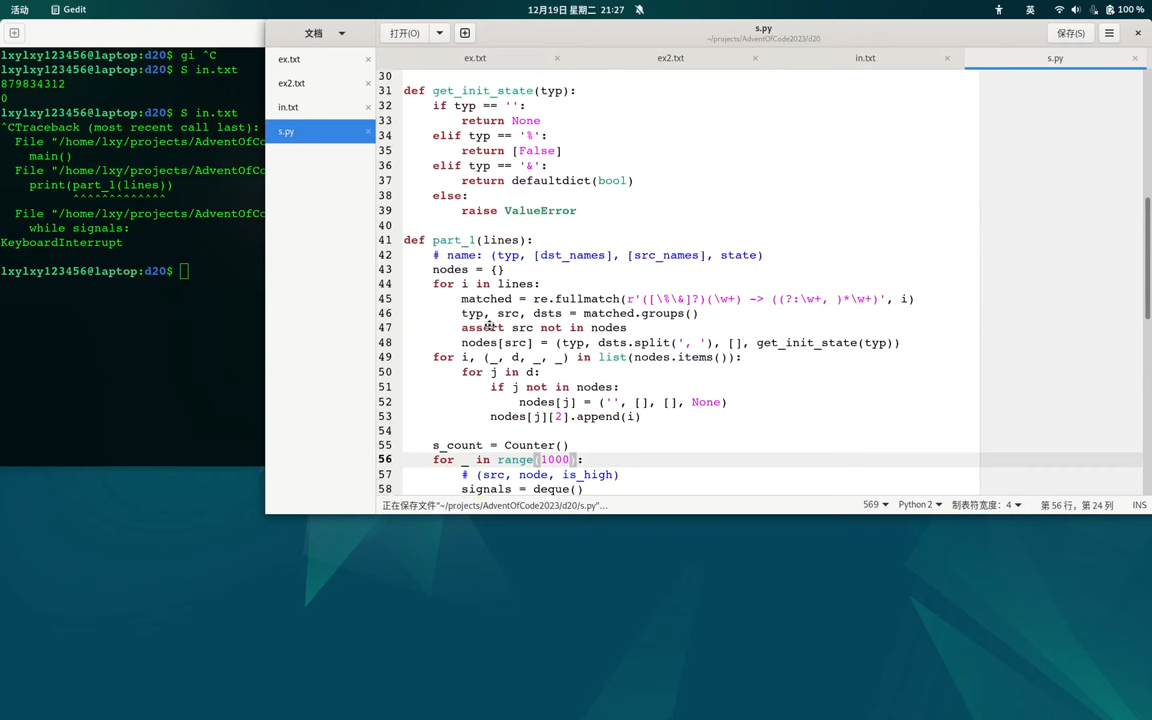 活动 Gedit 12月19日 星期二 21:27 英 100 %
lxylxy123456@laptop:d20$ gi ^C
lxylxy123456@laptop:d20$ S in.txt
879834312
0
lxylxy123456@laptop:d20$ S in.txt
^CTraceback (most recent call last):
File "/home/lxy/projects/AdventOfCo
main()
File "/home/lxy/projects/AdventOfCo
print(part_1(lines))
^^^^^^^^^^^^^
File "/home/lxy/projects/AdventOfCo
while signals:
KeyboardInterrupt
lxylxy123456@laptop:d20$
文档 打开(O) s.py 保存(S)
~/projects/AdventOfCode2023/d20
ex.txt
ex2.txt
in.txt
s.py
ex.txt ex2.txt in.txt s.py
30
31 def get_init_state(typ):
32 if typ == '':
33 return None
34 elif typ == '%':
35 return [False]
36 elif typ == '&':
37 return defaultdict(bool)
38 else:
39 raise ValueError
40
41 def part_1(lines):
42 # name: (typ, [dst_names], [src_names], state)
43 nodes = {}
44 for i in lines:
45 matched = re.fullmatch(r'([\%\&]?)(\w+) -> ((?:\w+, )*\w+)', i)
46 typ, src, dsts = matched.groups()
47 assert src not in nodes
48 nodes[src] = (typ, dsts.split(', '), [], get_init_state(typ))
49 for i, (_, d, _, _) in list(nodes.items()):
50 for j in d:
51 if j not in nodes:
52 nodes[j] = ('', [], [], None)
53 nodes[j][2].append(i)
54
55 s_count = Counter()
56 for _ in range(1000):
57 # (src, node, is_high)
58 signals = deque()
正在保存文件“~/projects/AdventOfCode2023/d20/s.py”... 569 Python 2 制表符宽度：4 第 56 行，第 24 列 INS